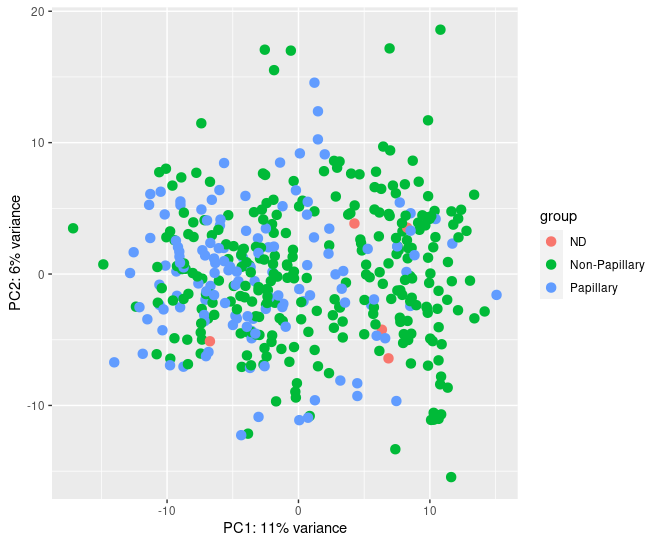 20
10
0
-10
-10
0
10
PC1: 11% variance
PC2: 6% variance
group
ND
Non-Papillary
Papillary